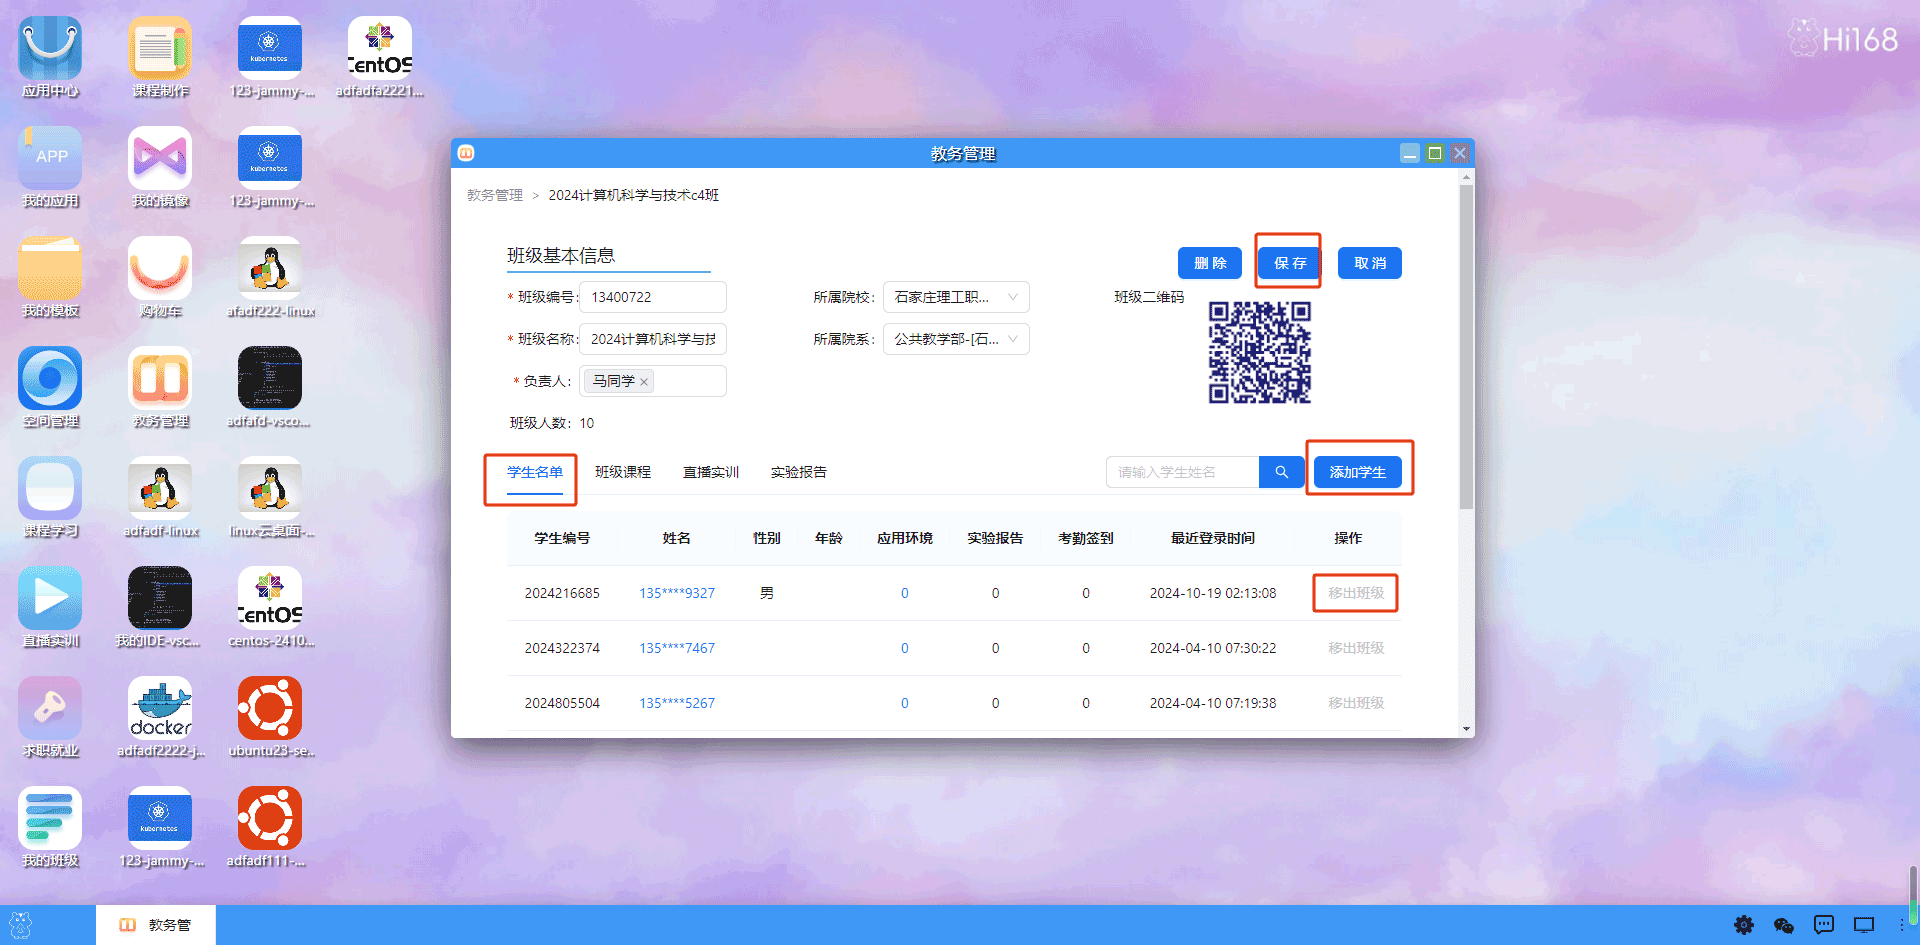 应用中心
课程制作
kubernetes
123-jammy-...
CentOS
adfadfa2221...
Hi168
APP
我的应用
我的镜像
kubernetes
123-jammy-...
我的模板
购物车
afadf222-linux
空间管理
教务管理
adfafd-vsco...
课程学习
adfadf-linux
linux云桌面-...
直播实训
我的IDE-vsc...
CentOS
centos-2410...
求职就业
docker
adfadf2222-j...
ubuntu23-se...
我的班级
kubernetes
123-jammy-...
adfadf111-...
教务管理
教务管理 > 2024计算机科学与技术c4班
班级基本信息
删 除
保 存
取 消
* 班级编号: 13400722
所属院校: 石家庄理工职...
班级二维码
* 班级名称: 2024计算机科学与技
所属院系: 公共教学部-[石...
* 负责人: 马同学 ×
班级人数: 10
学生名单 班级课程 直播实训 实验报告
请输入学生姓名
添加学生
学生编号 姓名 性别 年龄 应用环境 实验报告 考勤签到 最近登录时间 操作
2024216685 135****9327 男 0 0 0 2024-10-19 02:13:08 移出班级
2024322374 135****7467 0 0 0 2024-04-10 07:30:22 移出班级
2024805504 135****5267 0 0 0 2024-04-10 07:19:38 移出班级
教务管